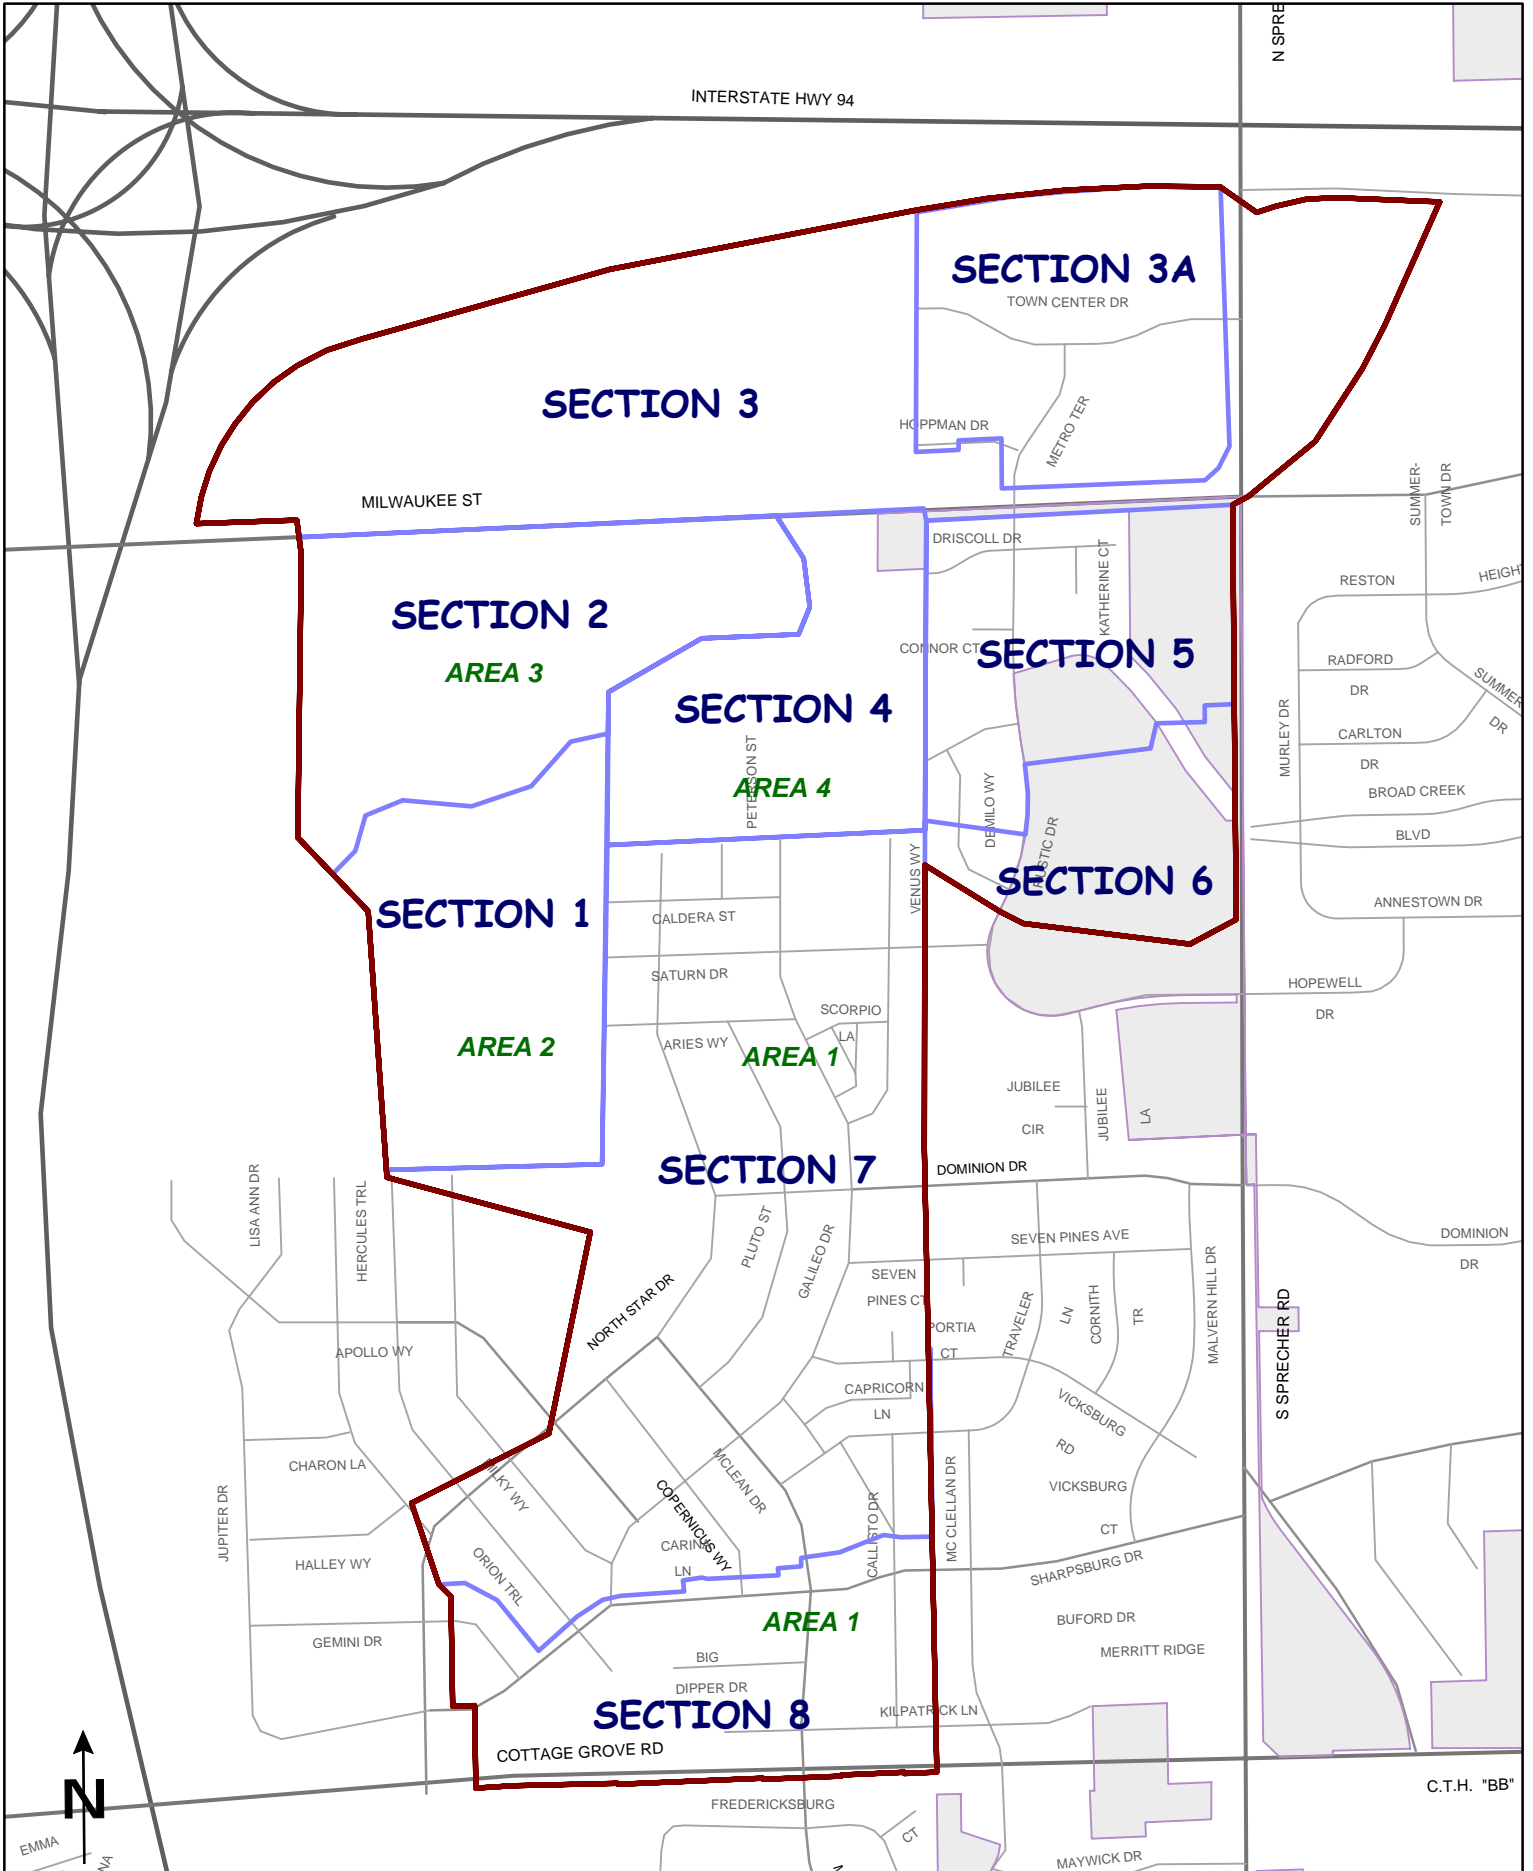 N SPRE
INTERSTATE HWY 94
SECTION 3A
TOWN CENTER DR
SECTION 3
HOPPMAN DR
METRO TER
MILWAUKEE ST
SUMMER-
TOWN DR
DRISCOLL DR
KATHERINE CT
RESTON
HEIGHT
SECTION 2
AREA 3
CONNOR CT
SECTION 5
RADFORD
DR
SUMMER
DR
SECTION 4
MURLEY DR
CARLTON
DR
PETERSON ST
AREA 4
DEMILO WY
BROAD CREEK
BLVD
RUSTIC DR
VENUS WY
SECTION 6
SECTION 1
CALDERA ST
ANNESTOWN DR
SATURN DR
HOPEWELL
DR
SCORPIO
LA
ARIES WY
AREA 2
AREA 1
JUBILEE
CIR
JUBILEE
LA
SECTION 7
DOMINION DR
LISA ANN DR
HERCULES TRL
PLUTO ST
GALILEO DR
SEVEN PINES AVE
DOMINION
DR
SEVEN
PINES CT
MALVERN HILL DR
NORTH STAR DR
PORTIA
CT
TRAVELER
LN
CORNITH
TR
S SPRECHER RD
APOLLO WY
CAPRICORN
LN
VICKSBURG
RD
CHARON LA
MILKY WY
MCLEAN DR
COPERNICUS WY
VICKSBURG
CT
JUPITER DR
CALLISTO DR
MC CLELLAN DR
HALLEY WY
ORION TRL
CARINA
LN
SHARPSBURG DR
AREA 1
BUFORD DR
GEMINI DR
MERRITT RIDGE
BIG
DIPPER DR
SECTION 8
KILPATRICK LN
COTTAGE GROVE RD
N
C.T.H. "BB"
FREDERICKSBURG
CT
EMMA
NA
MAYWICK DR